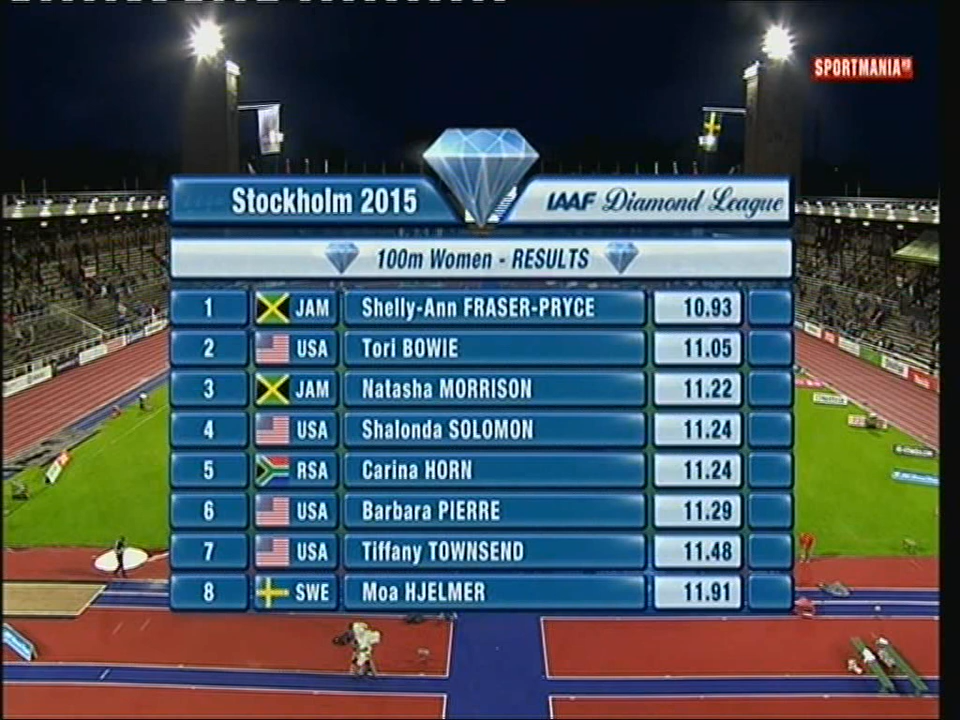 SPORTMANIA
Stockholm 2015
IAAF Diamond League
100m Women - RESULTS
1 JAM Shelly-Ann FRASER-PRYCE 10.93
2 USA Tori BOWIE 11.05
3 JAM Natasha MORRISON 11.22
4 USA Shalonda SOLOMON 11.24
5 RSA Carina HORN 11.24
6 USA Barbara PIERRE 11.29
7 USA Tiffany TOWNSEND 11.48
8 SWE Moa HJELMER 11.91